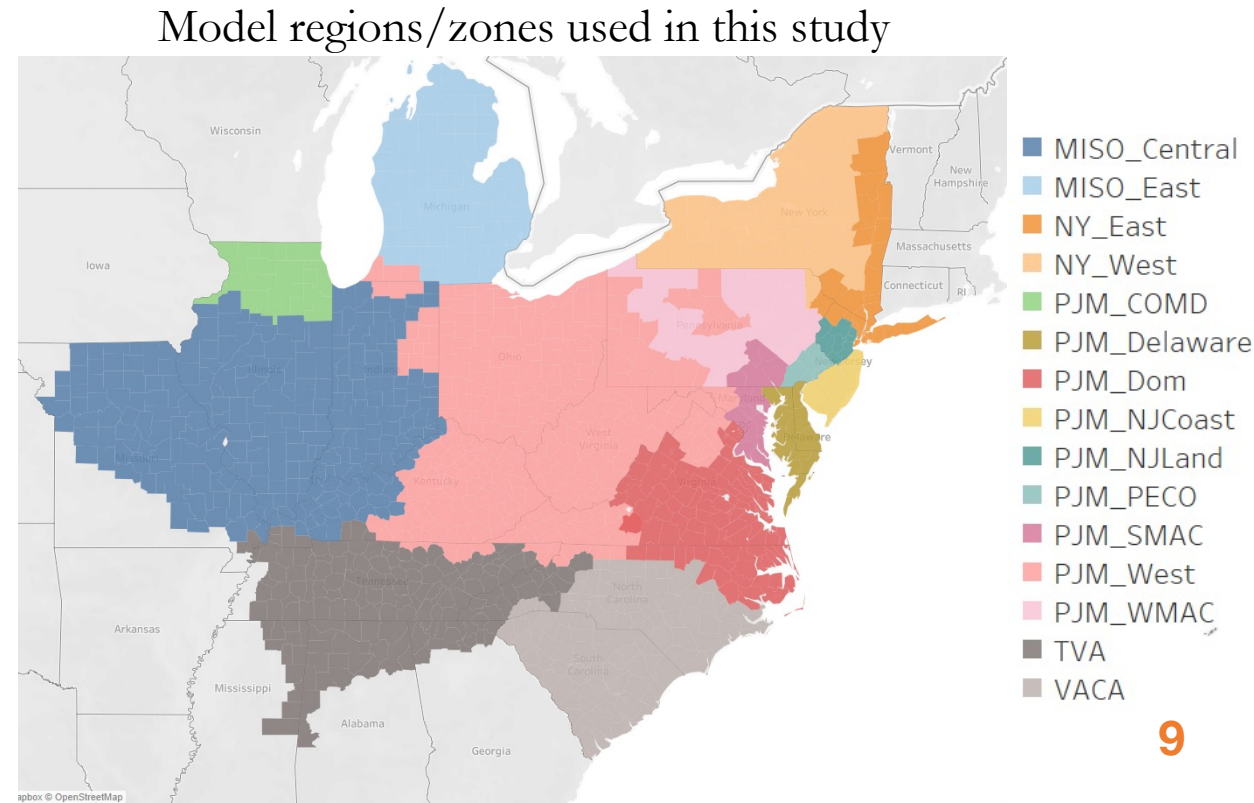 Model regions/zones used in this study
Wisconsin
Vermont
New
Hampshire
Michigan
New York
Massachusetts
Connecticut
RI
Iowa
Pennsylvania
Ohio
Illinois
Indiana
Maryland
Delaware
West
Virginia
Missouri
Kentucky
Virginia
Tennessee
North
Carolina
Arkansas
South
Carolina
Mississippi
Alabama
Georgia
apbox © OpenStreetMap
MISO_Central
MISO_East
NY_East
NY_West
PJM_COMD
PJM_Delaware
PJM_Dom
PJM_NJCoast
PJM_NJLand
PJM_PECO
PJM_SMAC
PJM_West
PJM_WMAC
TVA
VACA
9